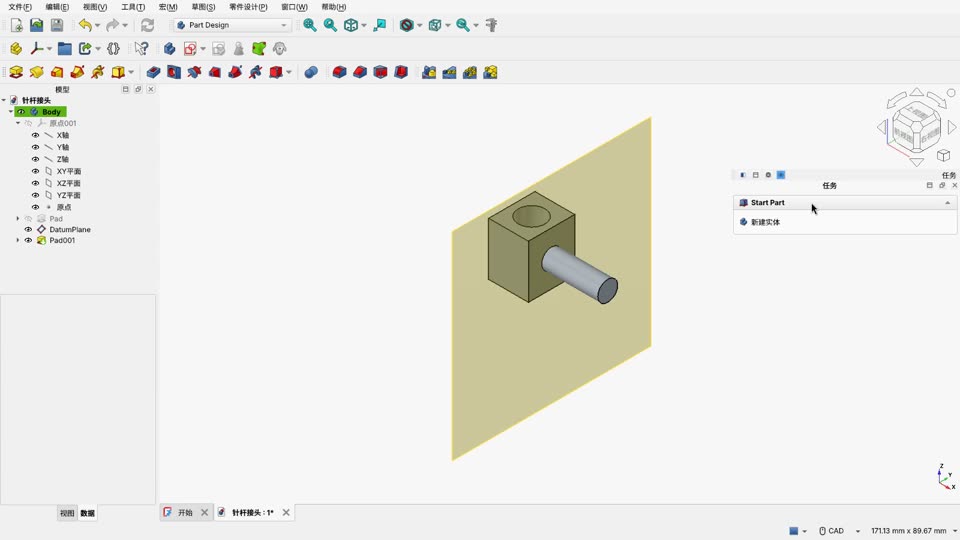 文件(F) 编辑(E) 视图(V) 工具(T) 宏(M) 草图(S) 零件设计(P) 窗口(W) 帮助(H)
Part Design
模型
针杆接头
Body
原点001
X轴
Y轴
Z轴
XY平面
XZ平面
YZ平面
原点
Pad
DatumPlane
Pad001
视图 数据
任务
任务
Start Part
新建实体
Z
Y
X
开始 针杆接头 : 1*
CAD 171.13 mm x 89.67 mm